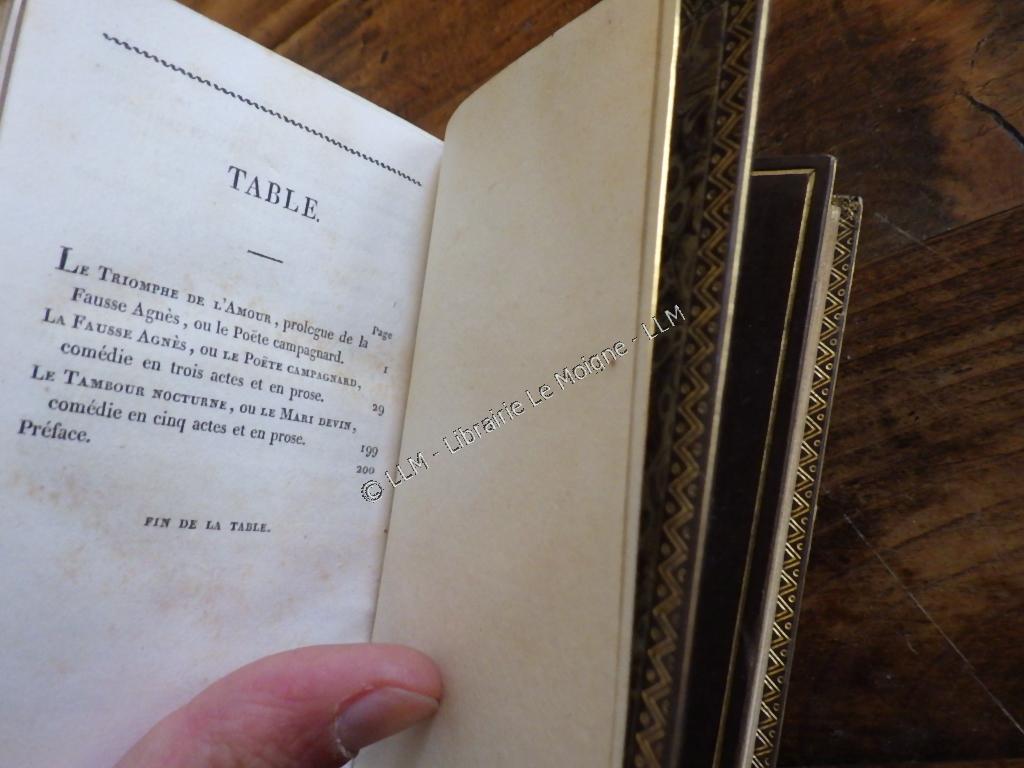 TABLE.
Page
LE TRIOMPHE DE L'AMOUR, prologue de la
Fausse Agnès, ou le Poëte campagnard. 1
LA FAUSSE AGNÈS, OU LE POËTE CAMPAGNARD,
comédie en trois actes et en prose. 29
LE TAMBOUR NOCTURNE, OU LE MARI DEVIN,
comédie en cinq actes et en prose. 199
Préface. 200
FIN DE LA TABLE.
© LLM - Librairie Le Moigne - LLM